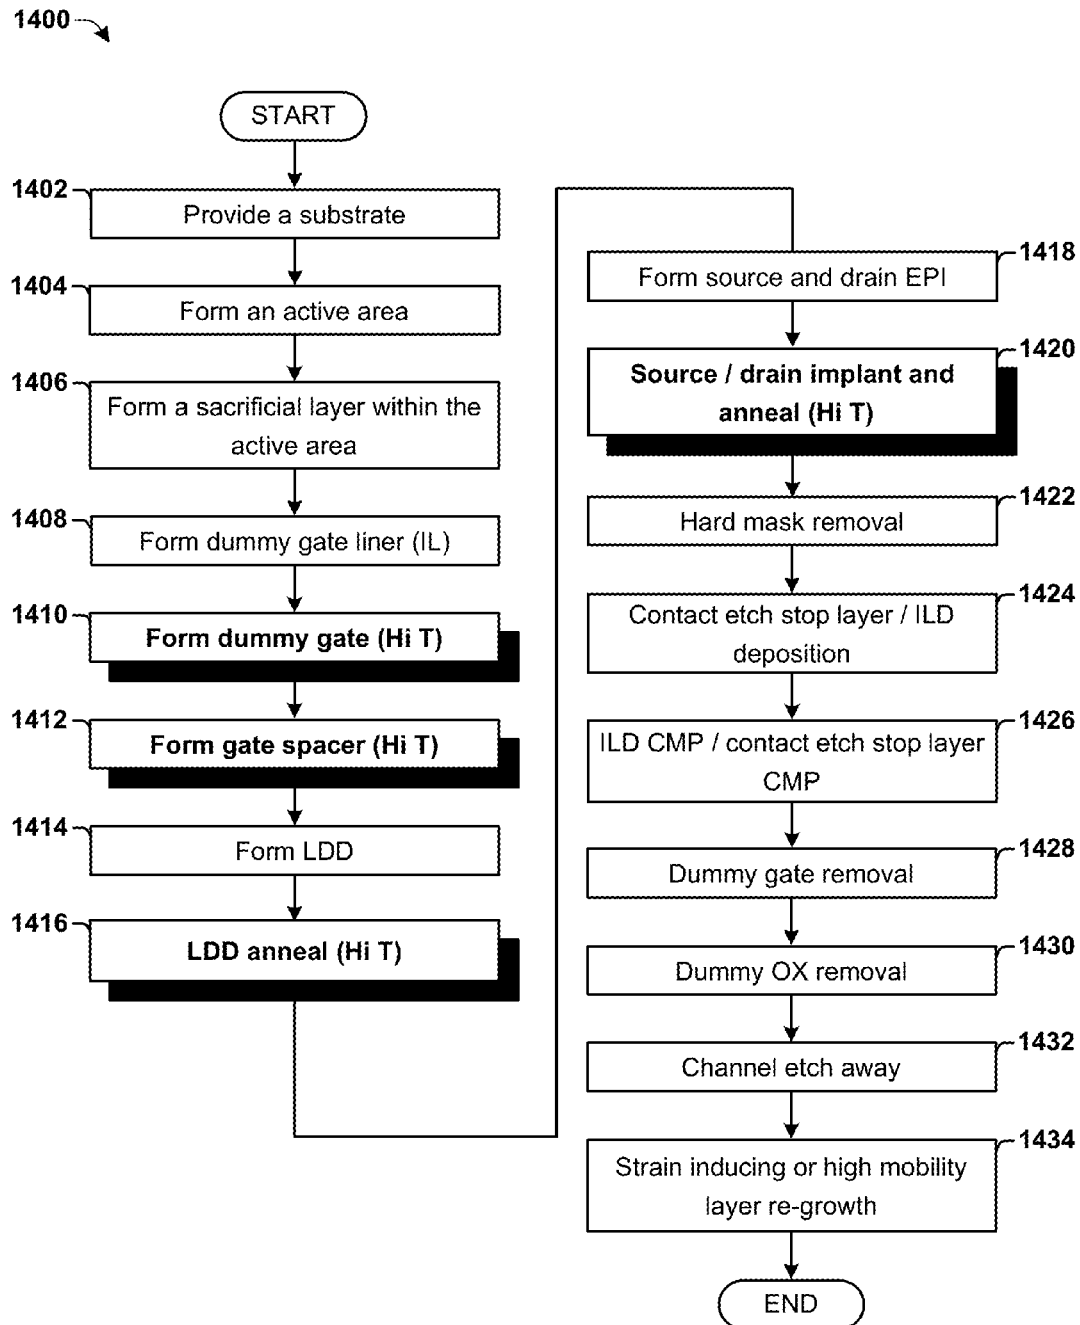 1400
START
1402
Provide a substrate
1404
Form an active area
1406
Form a sacrificial layer within the
active area
1408
Form dummy gate liner (IL)
1410
Form dummy gate (Hi T)
1412
Form gate spacer (Hi T)
1414
Form LDD
1416
LDD anneal (Hi T)
1418
Form source and drain EPI
1420
Source / drain implant and
anneal (Hi T)
1422
Hard mask removal
1424
Contact etch stop layer / ILD
deposition
1426
ILD CMP / contact etch stop layer
CMP
1428
Dummy gate removal
1430
Dummy OX removal
1432
Channel etch away
1434
Strain inducing or high mobility
layer re-growth
END